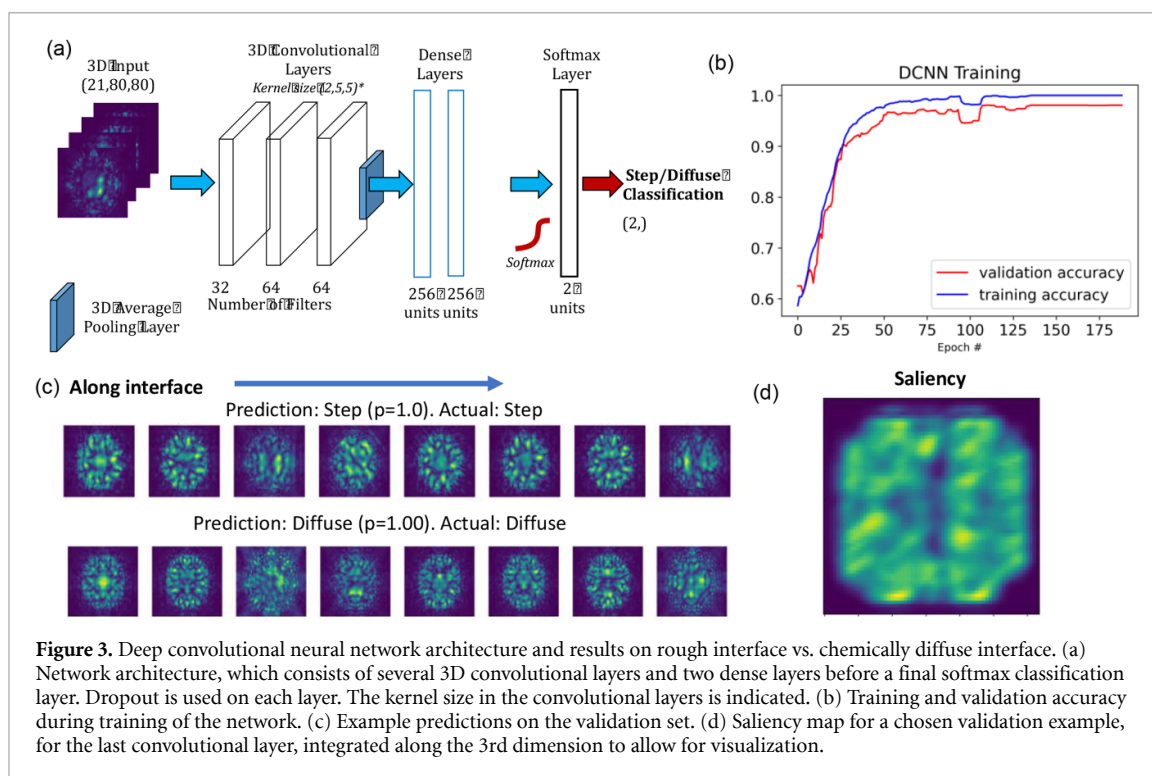 (a)
3D Input
(21,80,80)
3D Convolutional
Layers
Kernel size (2,5,5)*
Dense
Layers
Softmax
Layer
Step/Diffuse
Classification
(2,)
Softmax
32 64 64
Number of Filters
256 256
units units
2
units
3D Average
Pooling Layer
(b)
DCNN Training
1.0
0.9
0.8
0.7
0.6
validation accuracy
training accuracy
0 25 50 75 100 125 150 175
Epoch #
(c) Along interface
Prediction: Step (p=1.0). Actual: Step
Prediction: Diffuse (p=1.00). Actual: Diffuse
(d)
Saliency
Figure 3. Deep convolutional neural network architecture and results on rough interface vs. chemically diffuse interface. (a)
Network architecture, which consists of several 3D convolutional layers and two dense layers before a final softmax classification
layer. Dropout is used on each layer. The kernel size in the convolutional layers is indicated. (b) Training and validation accuracy
during training of the network. (c) Example predictions on the validation set. (d) Saliency map for a chosen validation example,
for the last convolutional layer, integrated along the 3rd dimension to allow for visualization.